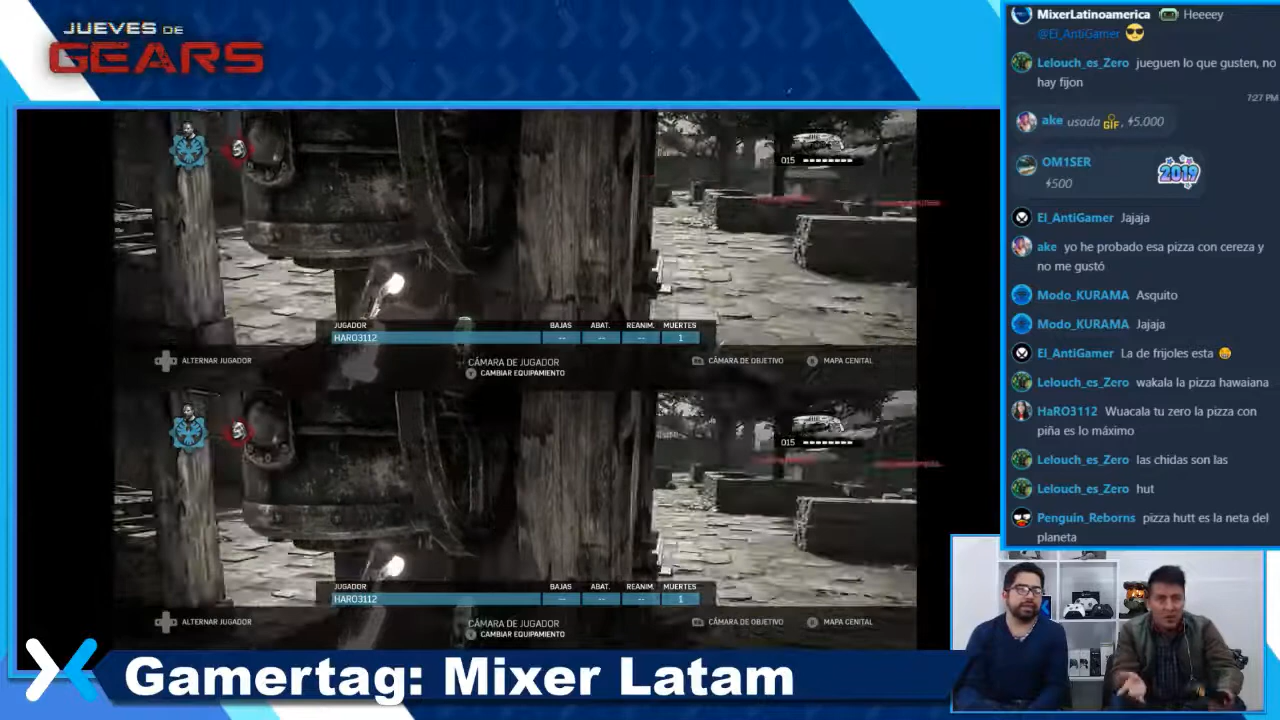 JUEVES DE
GEARS
015
JUGADOR BAJAS ABAT. REANIM. MUERTES
HARO3112 -- -- -- 1
ALTERNAR JUGADOR
CÁMARA DE JUGADOR
CAMBIAR EQUIPAMIENTO
CÁMARA DE OBJETIVO
MAPA CENITAL
015
JUGADOR BAJAS ABAT. REANIM. MUERTES
HARO3112 -- -- -- 1
ALTERNAR JUGADOR
CÁMARA DE JUGADOR
CAMBIAR EQUIPAMIENTO
CÁMARA DE OBJETIVO
MAPA CENITAL
Gamertag: Mixer Latam
MixerLatinoamerica Heeeey
@El_AntiGamer
Lelouch_es_Zero jueguen lo que gusten, no
hay fijon
7:27 PM
ake usada GIF, 5.000
OM1SER
500
2019
El_AntiGamer Jajaja
ake yo he probado esa pizza con cereza y
no me gustó
Modo_KURAMA Asquito
Modo_KURAMA Jajaja
El_AntiGamer La de frijoles esta
Lelouch_es_Zero wakala la pizza hawaiana
HaRO3112 Wuacala tu zero la pizza con
piña es lo máximo
Lelouch_es_Zero las chidas son las
Lelouch_es_Zero hut
Penguin_Reborns pizza hutt es la neta del
planeta